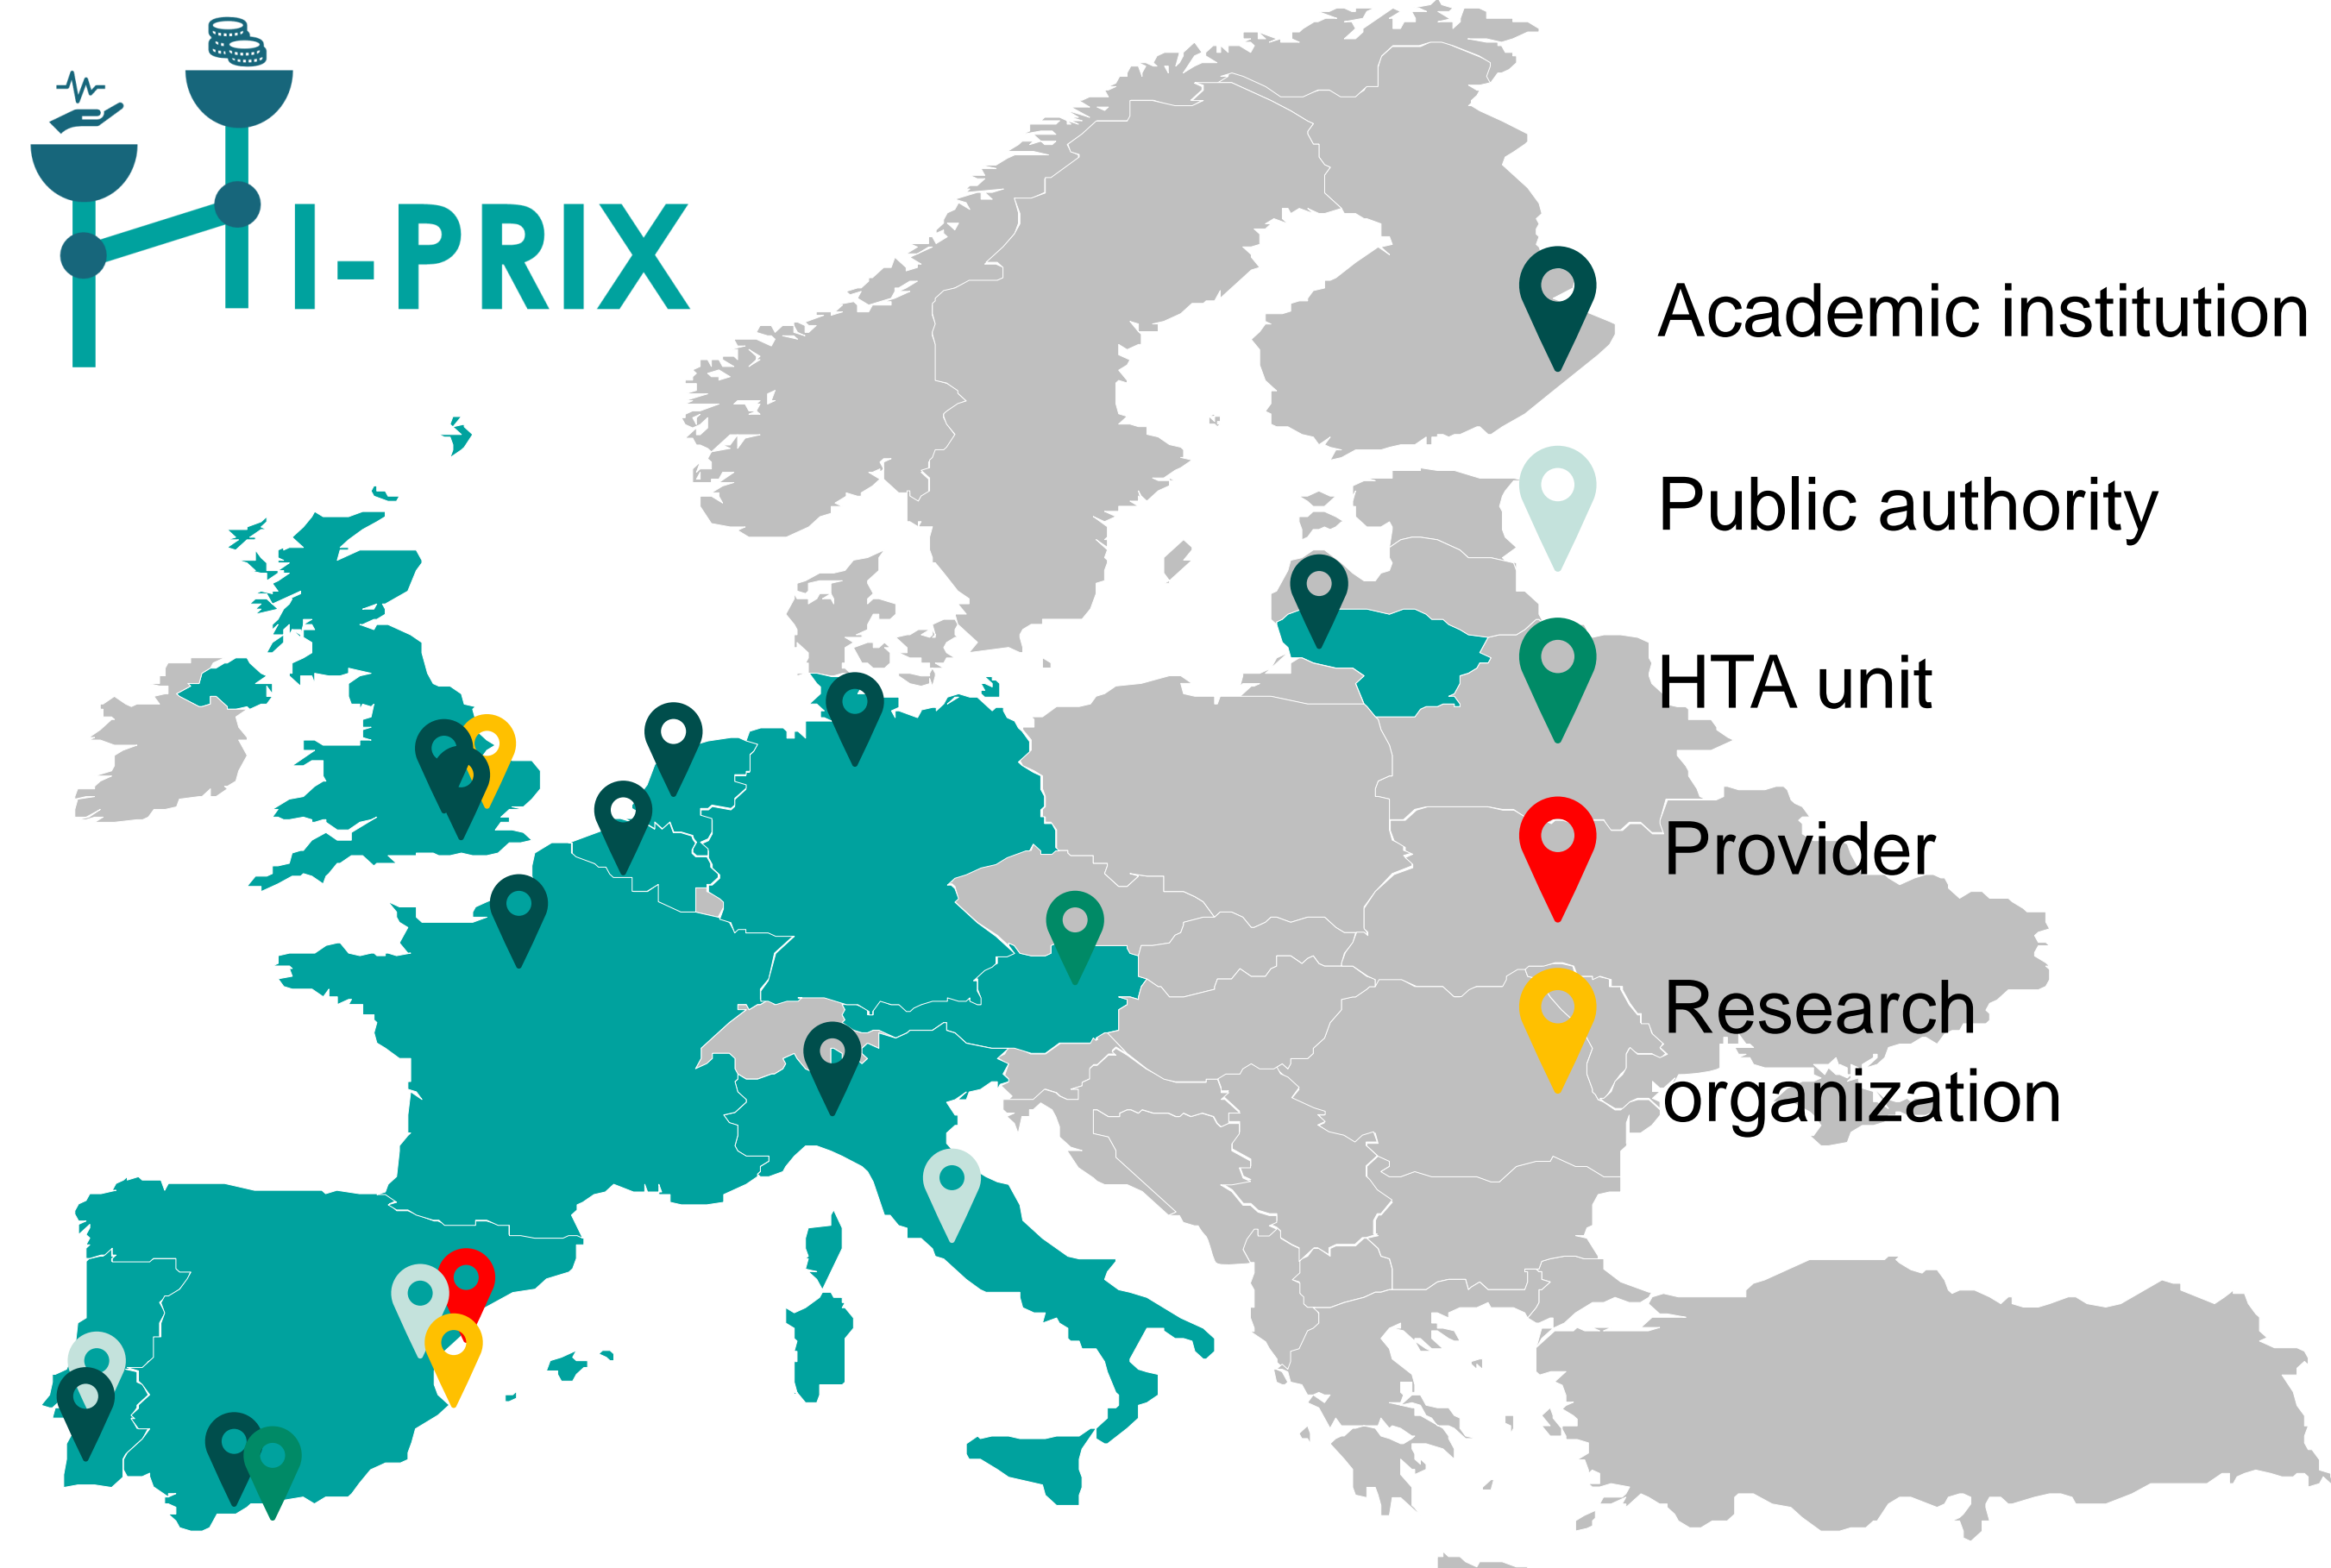 HI-PRIX
Academic institution
Public authority
HTA unit
Provider
Research
organization